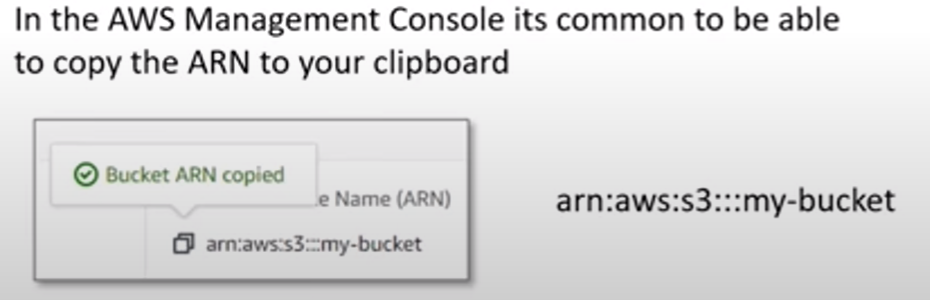 In the AWS Management Console its common to be able
to copy the ARN to your clipboard
Bucket ARN copied
e Name (ARN)
arn:aws:s3:::my-bucket
arn:aws:s3:::my-bucket